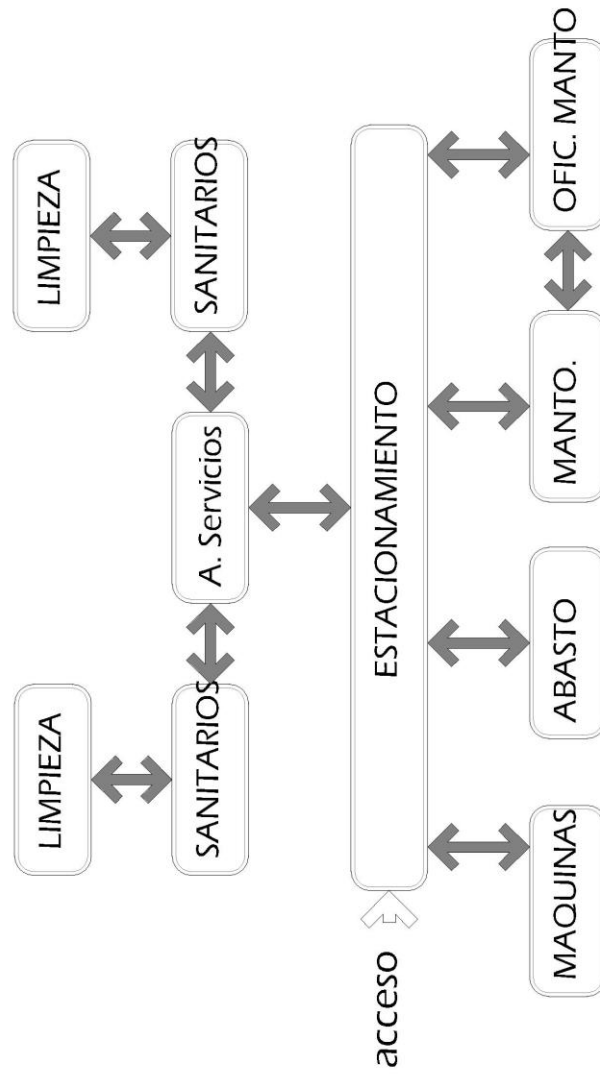 LIMPIEZA
LIMPIEZA
SANITARIOS
A. Servicios
SANITARIOS
acceso
ESTACIONAMIENTO
MAQUINAS
ABASTO
MANTO.
OFIC. MANTO